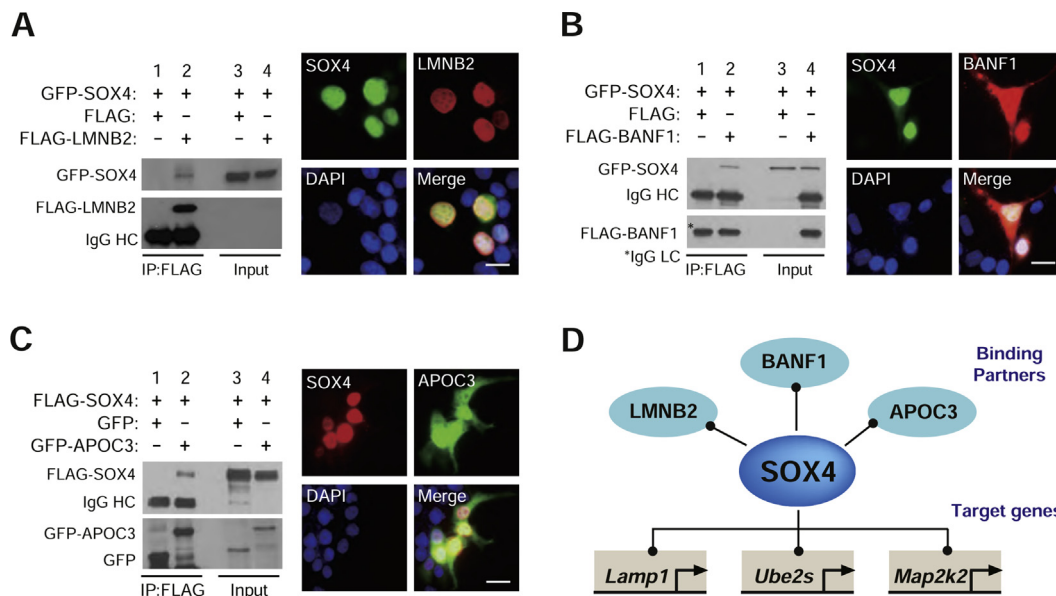 A
1 2 3 4
GFP-SOX4: + + + +
FLAG: + - + -
FLAG-LMNB2: - + - +
GFP-SOX4
FLAG-LMNB2
IgG HC
IP:FLAG Input
SOX4 LMNB2
DAPI Merge
B
1 2 3 4
GFP-SOX4: + + + +
FLAG: + - + -
FLAG-BANF1: - + - +
GFP-SOX4
IgG HC
FLAG-BANF1 *
*IgG LC
IP:FLAG Input
SOX4 BANF1
DAPI Merge
C
1 2 3 4
FLAG-SOX4: + + + +
GFP: + - + -
GFP-APOC3: - + - +
FLAG-SOX4
IgG HC
GFP-APOC3
GFP
IP:FLAG Input
SOX4 APOC3
DAPI Merge
D
Binding
Partners
BANF1
LMNB2 APOC3
SOX4
Target genes
Lamp1 Ube2s Map2k2